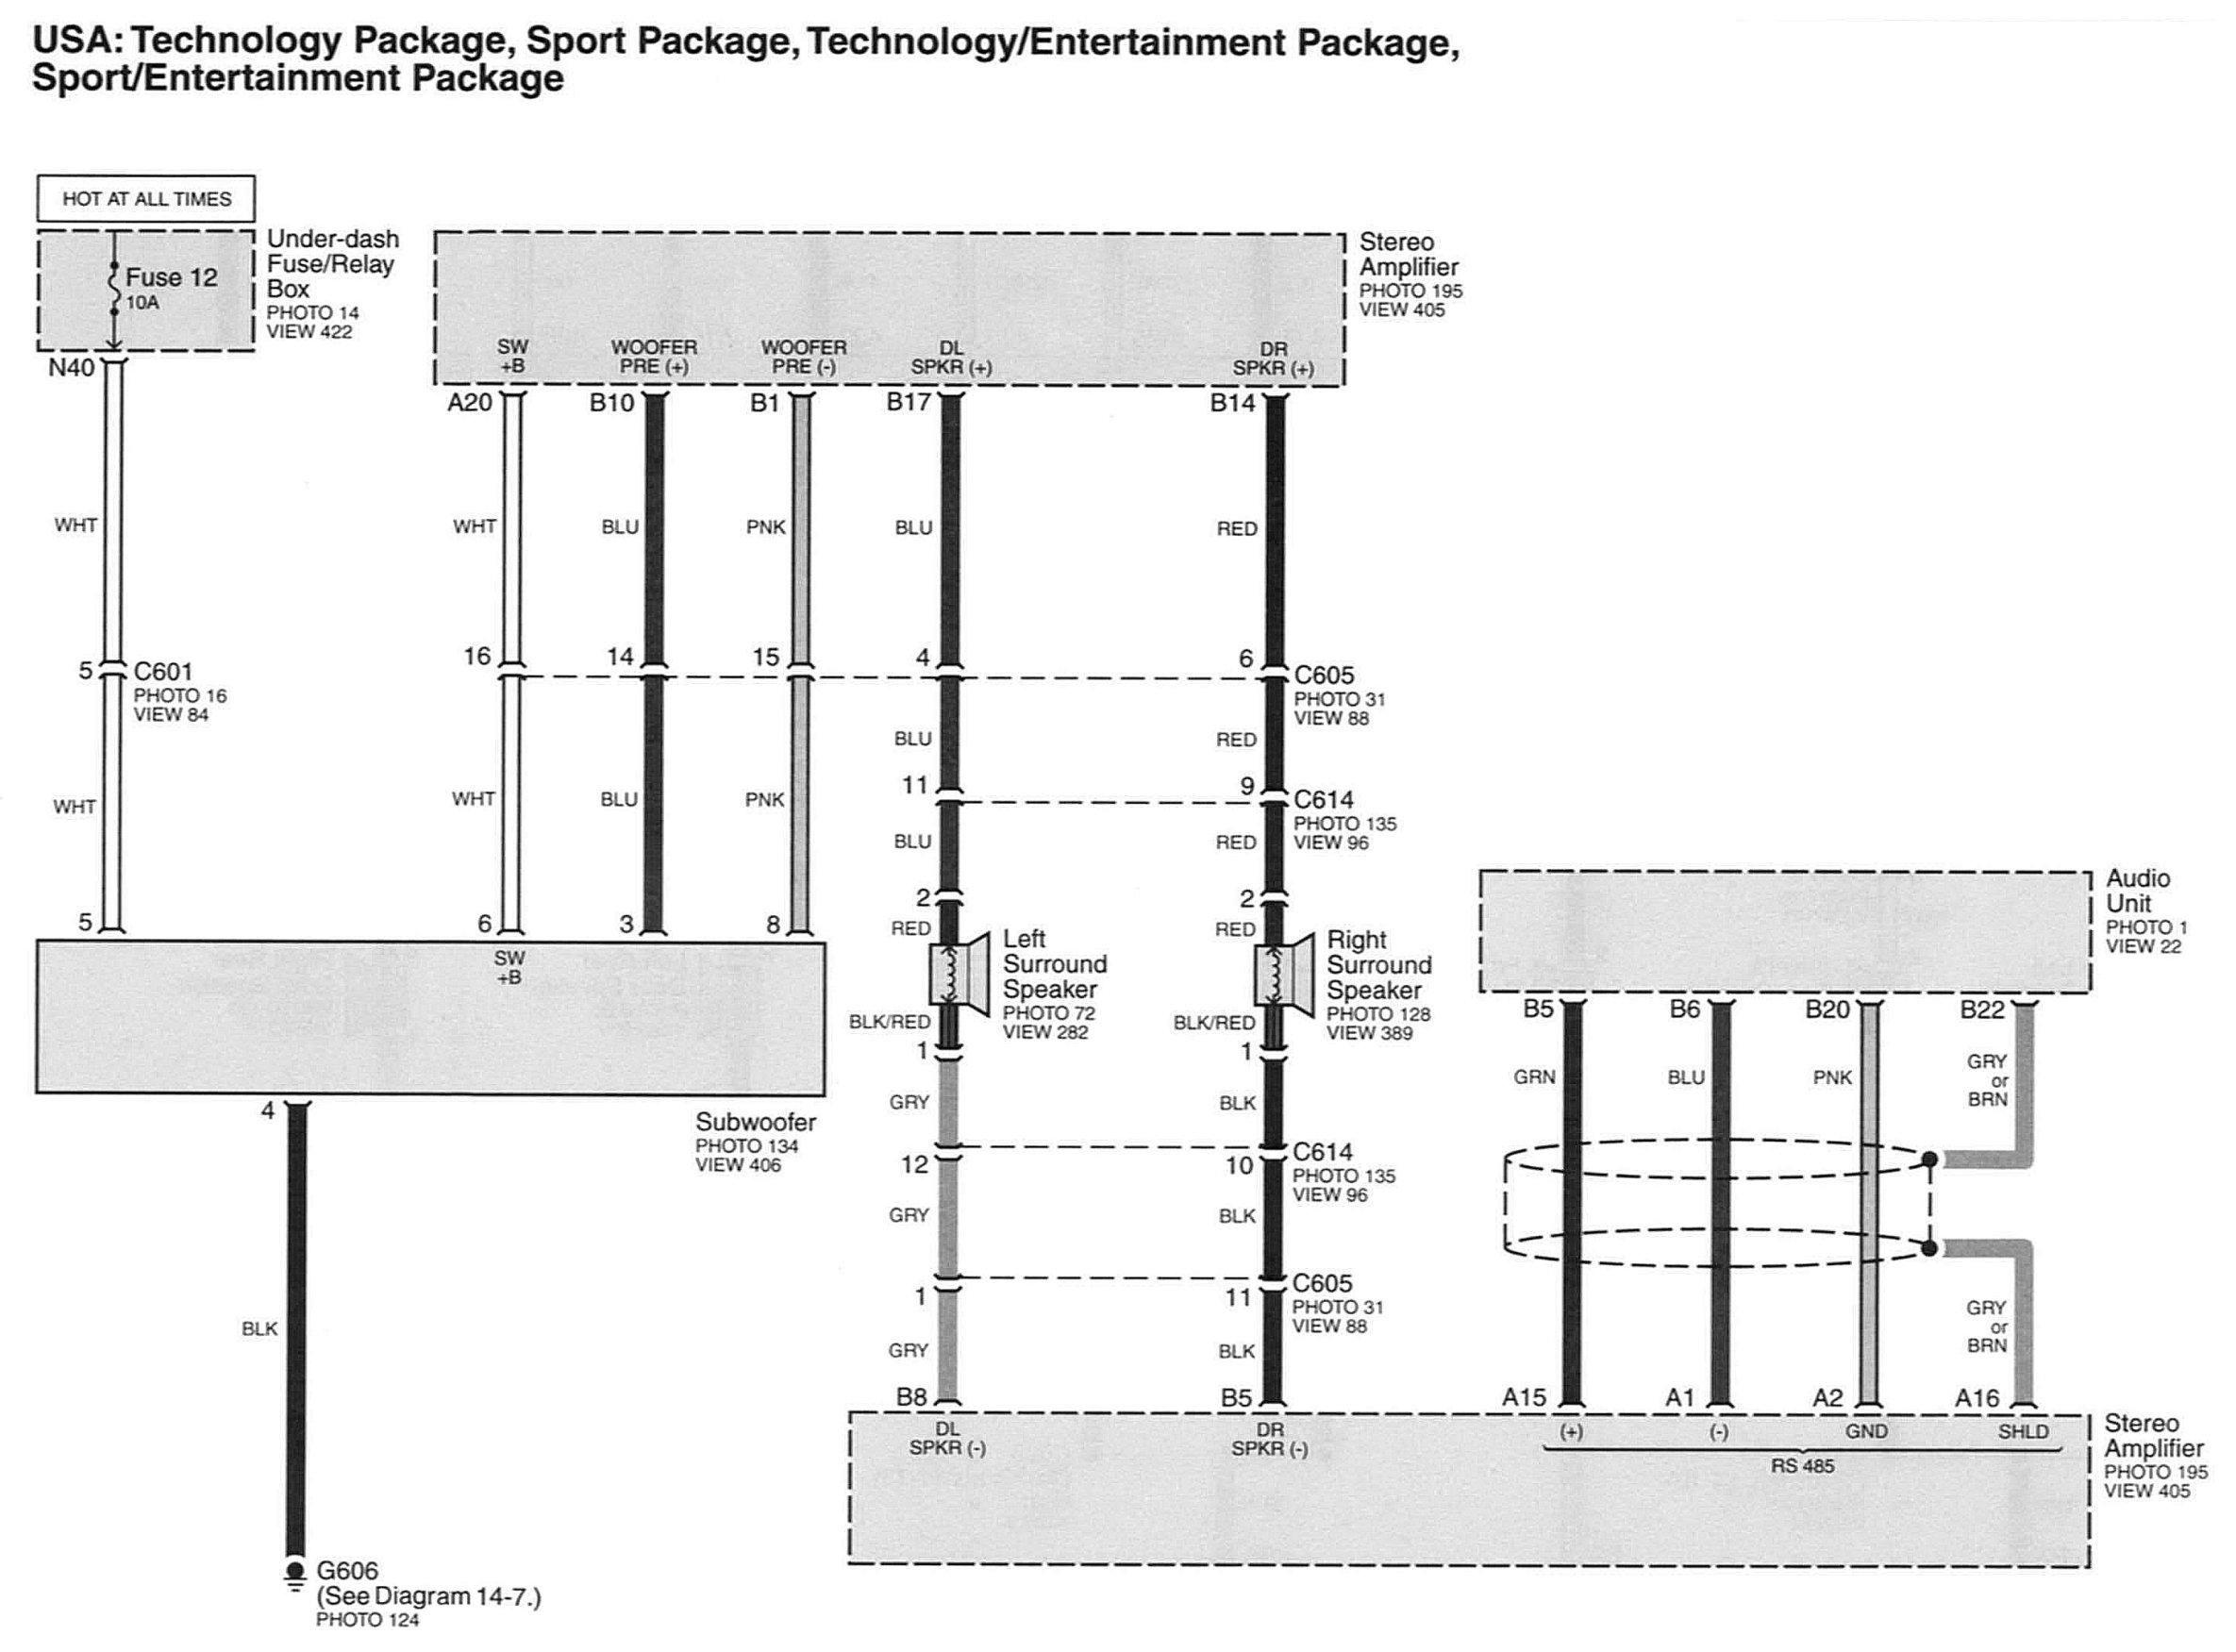 USA: Technology Package, Sport Package, Technology/Entertainment Package,
Sport/Entertainment Package
HOT AT ALL TIMES
Under-dash
Fuse/Relay
Box
PHOTO 14
VIEW 422
Fuse 12
10A
N40
WHT
5
C601
PHOTO 16
VIEW 84
WHT
5
Stereo
Amplifier
PHOTO 195
VIEW 405
SW
+B
WOOFER
PRE (+)
WOOFER
PRE (-)
DL
SPKR (+)
DR
SPKR (+)
A20
B10
B1
B17
B14
WHT
BLU
PNK
BLU
RED
16
14
15
4
6
C605
PHOTO 31
VIEW 88
WHT
BLU
PNK
BLU
RED
11
9
C614
PHOTO 135
VIEW 96
BLU
RED
6
3
8
2
2
SW
+B
RED
RED
Left
Surround
Speaker
PHOTO 72
VIEW 282
Right
Surround
Speaker
PHOTO 128
VIEW 389
BLK/RED
BLK/RED
1
1
GRY
BLK
4
Subwoofer
PHOTO 134
VIEW 406
12
10
C614
PHOTO 135
VIEW 96
GRY
BLK
1
11
C605
PHOTO 31
VIEW 88
GRY
BLK
B8
B5
BLK
G606
(See Diagram 14-7.)
PHOTO 124
Audio
Unit
PHOTO 1
VIEW 22
B5
B6
B20
B22
GRN
BLU
PNK
GRY
or
BRN
GRY
or
BRN
A15
A1
A2
A16
DL
SPKR (-)
DR
SPKR (-)
(+)
(-)
GND
SHLD
RS 485
Stereo
Amplifier
PHOTO 195
VIEW 405